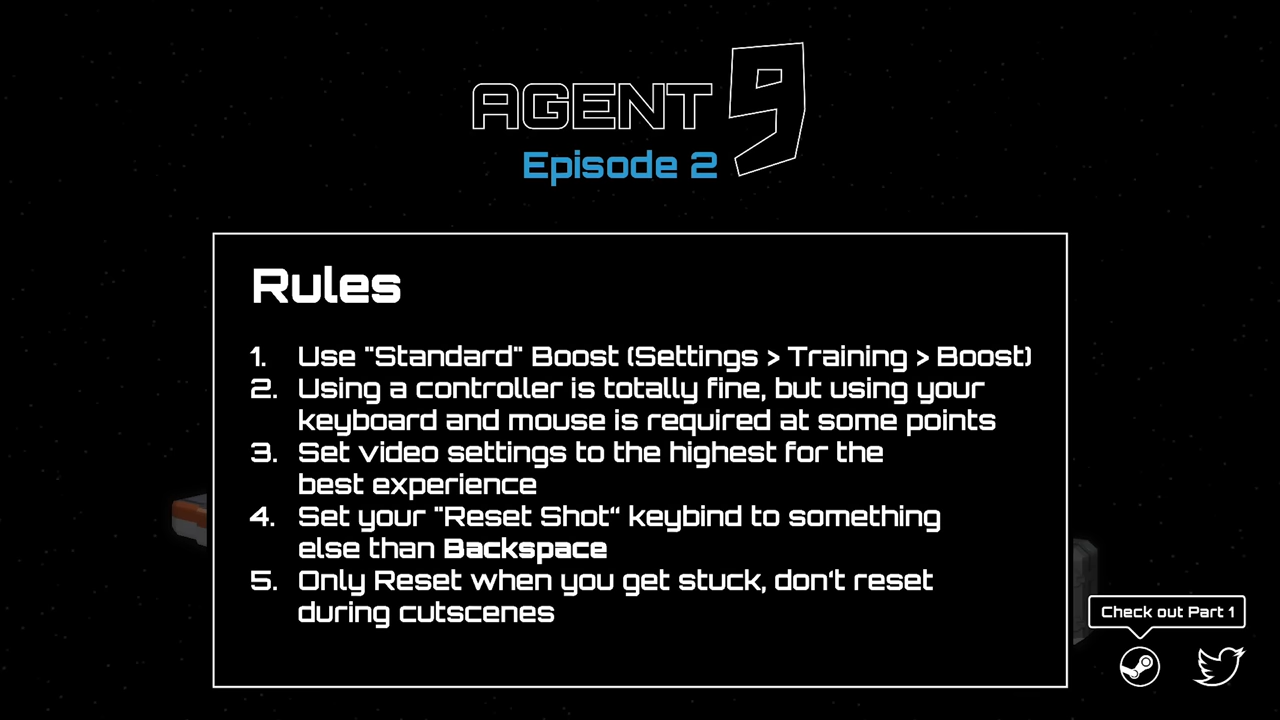 AGENT 9
Episode 2
Rules
1. Use "Standard" Boost (Settings > Training > Boost)
2. Using a controller is totally fine, but using your
keyboard and mouse is required at some points
3. Set video settings to the highest for the
best experience
4. Set your "Reset Shot“ keybind to something
else than Backspace
5. Only Reset when you get stuck, don‘t reset
during cutscenes
Check out Part 1